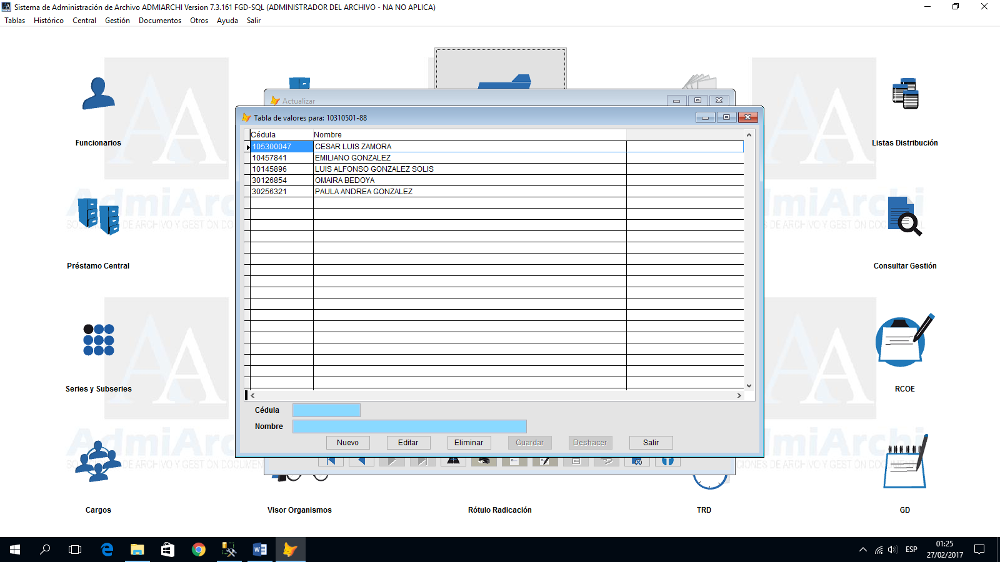 Sistema de Administración de Archivo ADMIARCHI Version 7.3.161 FGD-SQL (ADMINISTRADOR DEL ARCHIVO - NA NO APLICA)
Tablas Histórico Central Gestión Documentos Otros Ayuda Salir
Actualizar
Tabla de valores para: 10310501-88
Cédula Nombre
105300047 CESAR LUIS ZAMORA
10457841 EMILIANO GONZALEZ
10145896 LUIS ALFONSO GONZALEZ SOLIS
30126854 OMAIRA BEDOYA
30256321 PAULA ANDREA GONZALEZ
Cédula
Nombre
Nuevo Editar Eliminar Guardar Deshacer Salir
Funcionarios
Listas Distribución
Préstamo Central
Consultar Gestión
Series y Subseries
RCOE
Cargos
Visor Organismos
Rótulo Radicación
TRD
GD
AdmiArchi
DE ARCHIVO Y GESTIÓN
ESP
01:25
27/02/2017